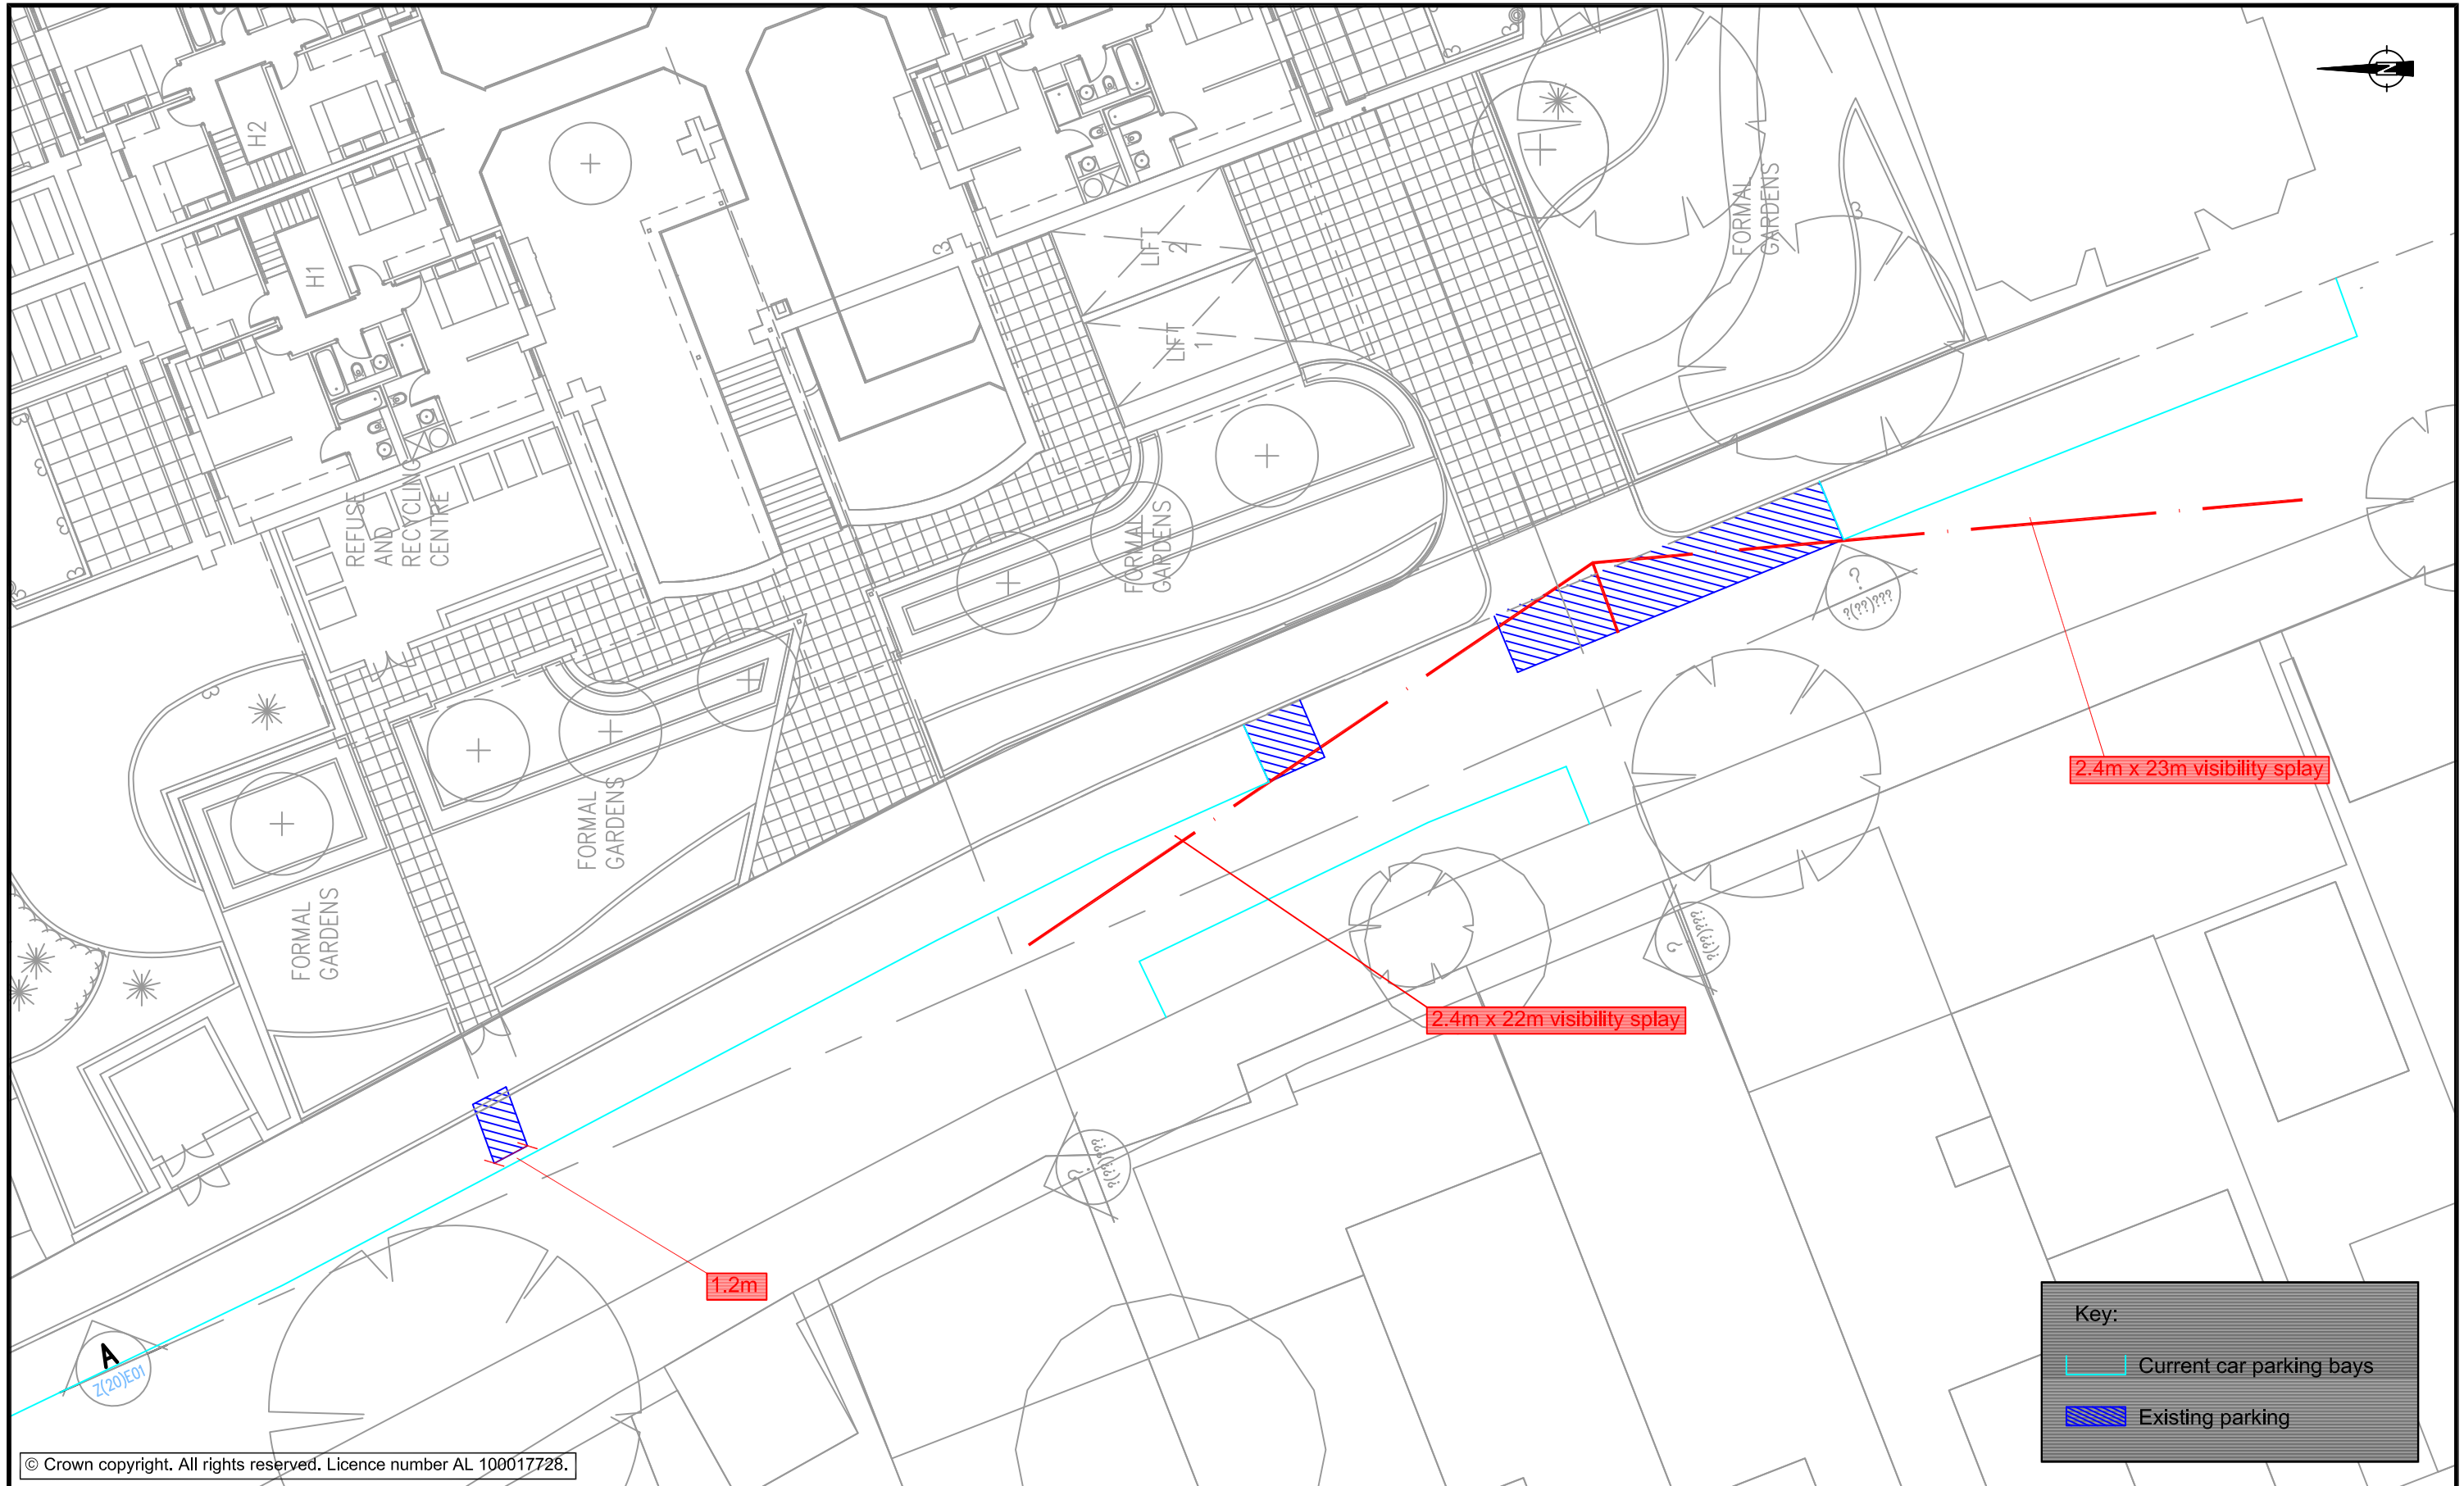 H2
H1
N
LIFT
2
LIFT
1
FORMAL
GARDENS
REFUSE
AND
RECYCLING
CENTRE
FORMAL
GARDENS
?
?(??)???
2.4m x 23m visibility splay
FORMAL
GARDENS
FORMAL
GARDENS
?
?(??)???
2.4m x 22m visibility splay
?
?(??)???
1.2m
A
Z(20)E01
Key:
Current car parking bays
Existing parking
© Crown copyright. All rights reserved. Licence number AL 100017728.